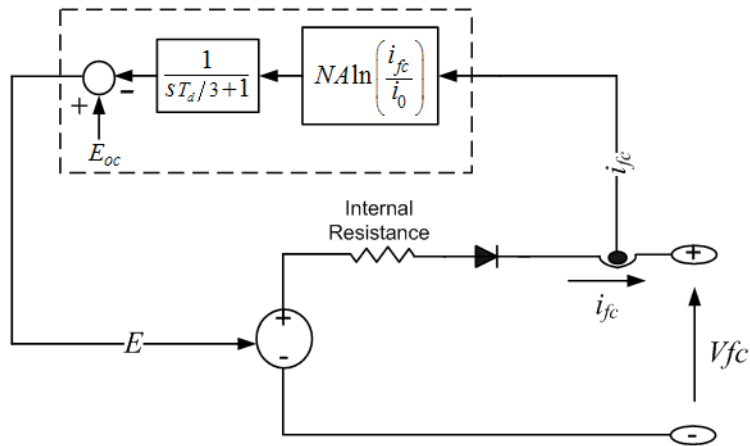 1
sT_d/3+1
NA ln(i_fc/i_0)
-
+
E_oc
i_fc
Internal
Resistance
+
i_fc
+
-
E
Vfc
-